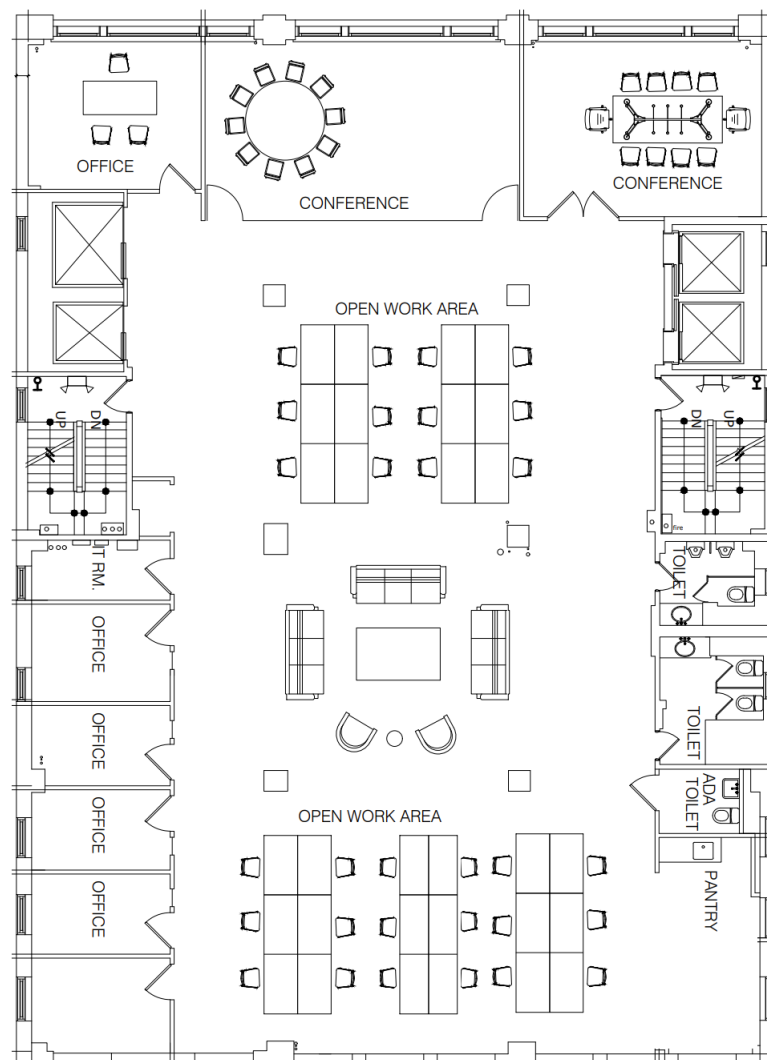 OFFICE
CONFERENCE
CONFERENCE
OPEN WORK AREA
UP
DN
DN
UP
fire
IT RM.
TOILET
OFFICE
OFFICE
TOILET
ADA
TOILET
OFFICE
OPEN WORK AREA
OFFICE
PANTRY